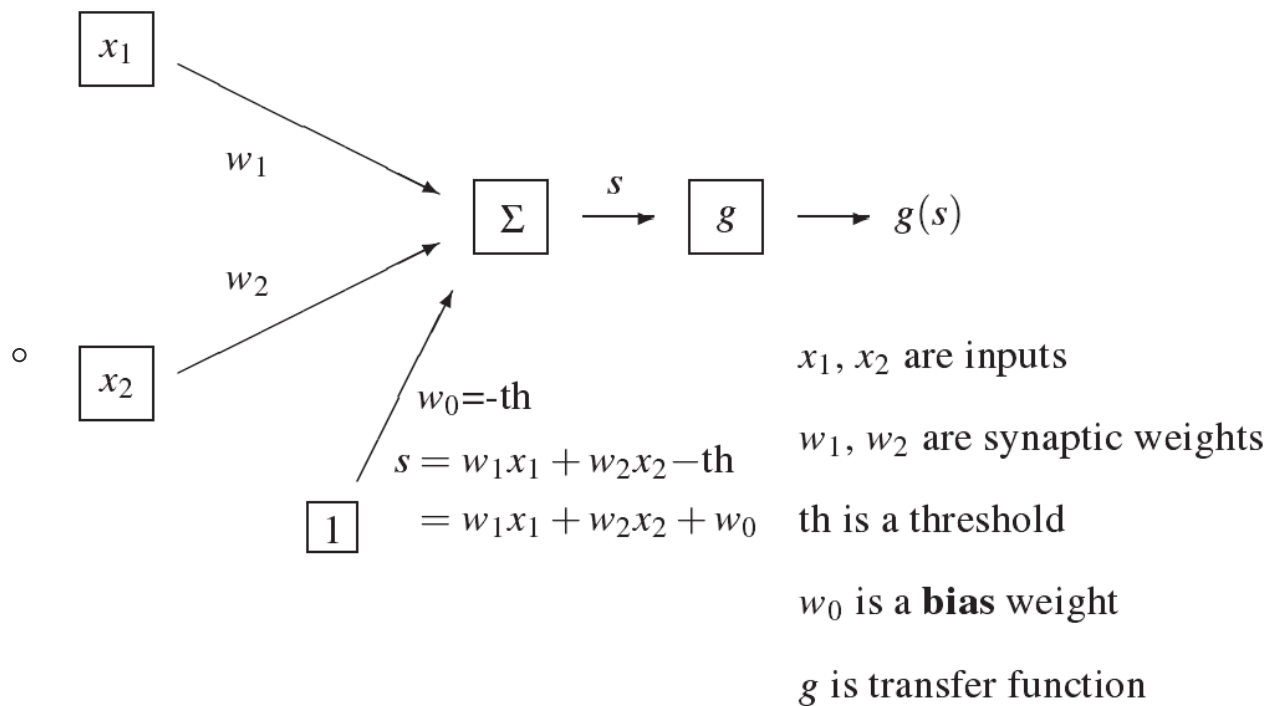 x1
w1
Σ
s
g
g(s)
w2
x2
w0=-th
s = w1x1 + w2x2−th
= w1x1 + w2x2 + w0
1
x1, x2 are inputs
w1, w2 are synaptic weights
th is a threshold
w0 is a bias weight
g is transfer function